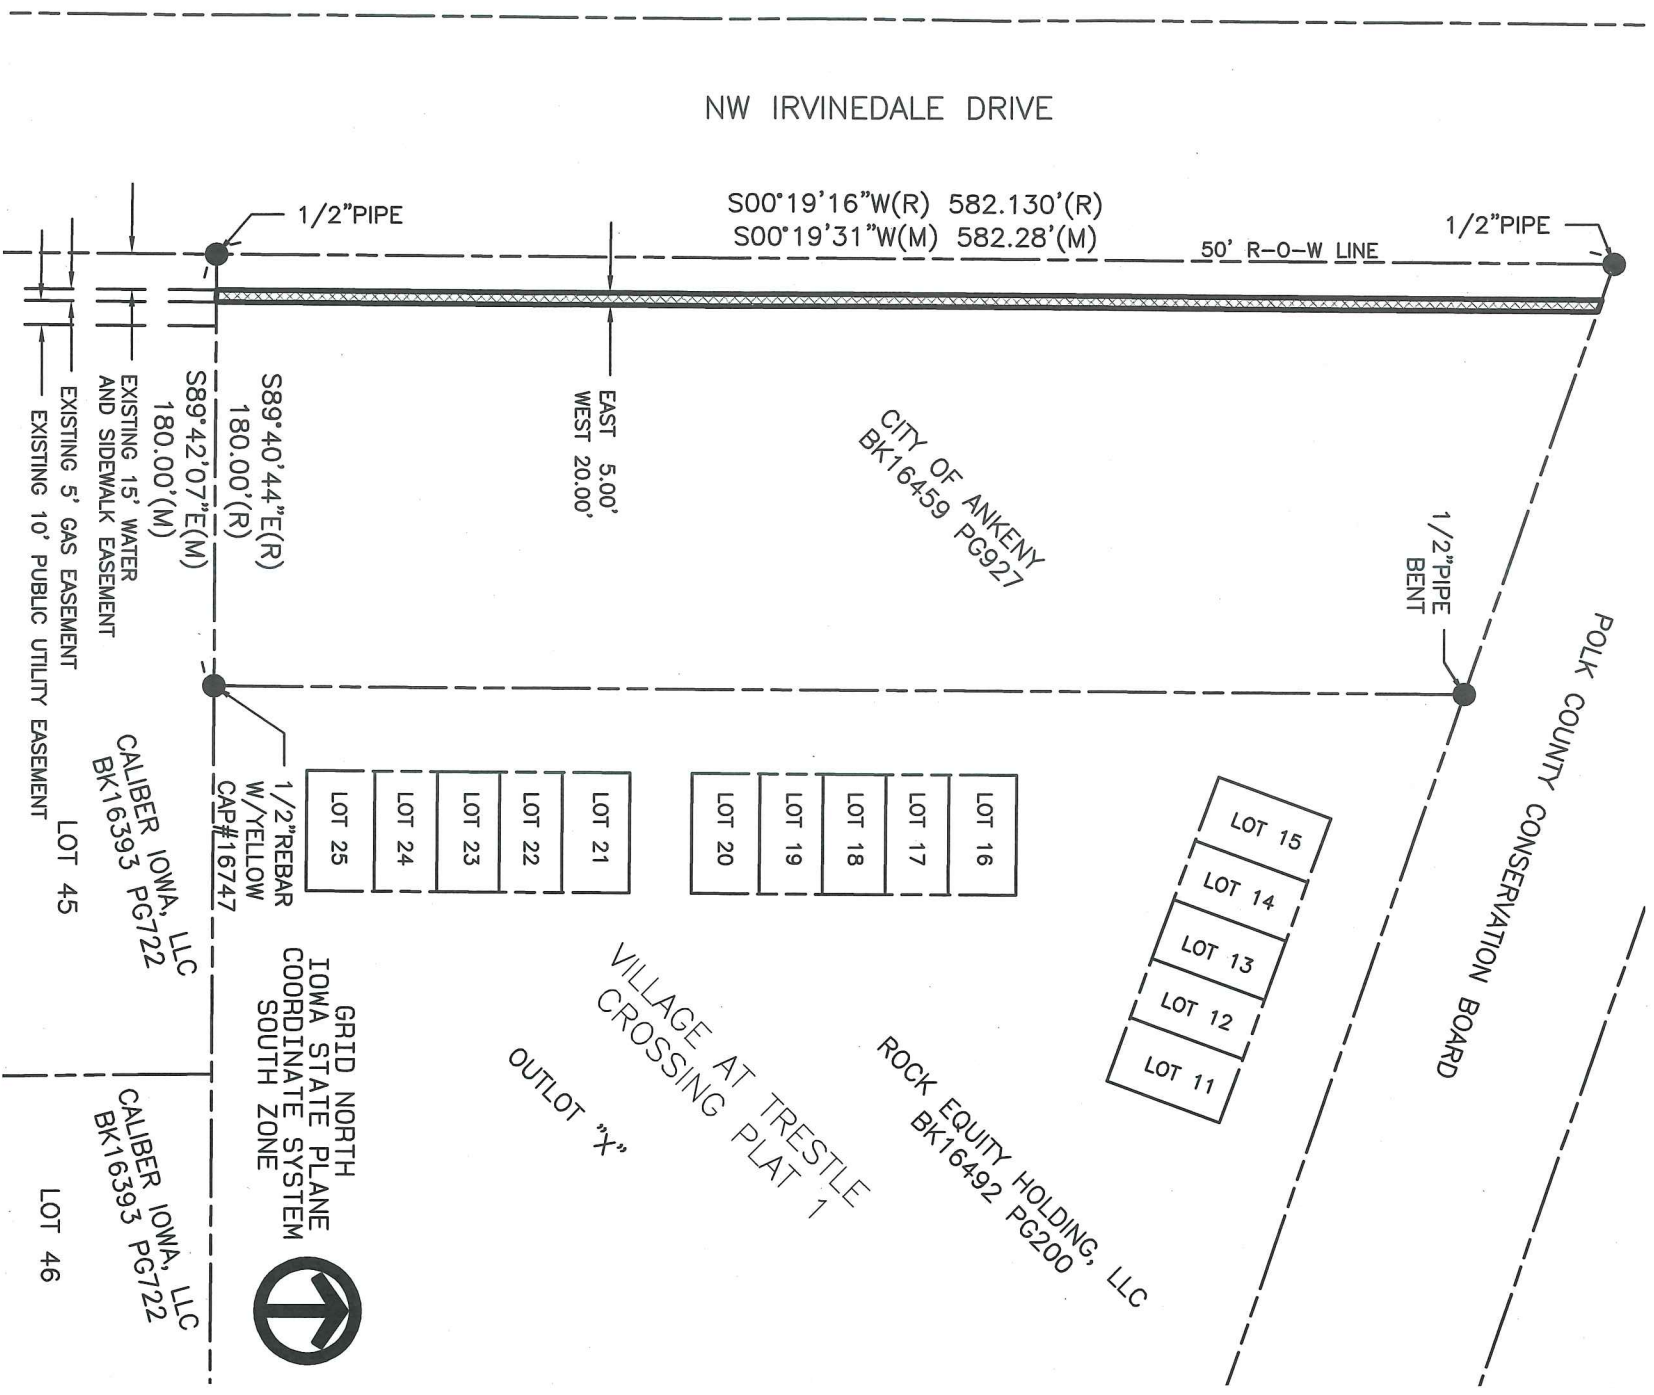 NW IRVINEDALE DRIVE
1/2"PIPE
S00°19'16"W(R) 582.130'(R)
S00°19'31"W(M) 582.28'(M)
50' R-O-W LINE
1/2"PIPE
EAST 5.00'
WEST 20.00'
S89°40'44"E(R)
180.00'(R)
S89°42'07"E(M)
180.00'(M)
EXISTING 15' WATER
AND SIDEWALK EASEMENT
EXISTING 5' GAS EASEMENT
EXISTING 10' PUBLIC UTILITY EASEMENT
CITY OF ANKENY
BK16459 PG927
1/2"PIPE
BENT
POLK COUNTY CONSERVATION BOARD
1/2"REBAR
W/YELLOW
CAP#16747
LOT 25
LOT 24
LOT 23
LOT 22
LOT 21
LOT 20
LOT 19
LOT 18
LOT 17
LOT 16
LOT 15
LOT 14
LOT 13
LOT 12
LOT 11
CALIBER IOWA, LLC
BK16393 PG722
LOT 45
GRID NORTH
IOWA STATE PLANE
COORDINATE SYSTEM
SOUTH ZONE
VILLAGE AT TRESTLE
CROSSING PLAT 1
OUTLOT "X"
ROCK EQUITY HOLDING, LLC
BK16492 PG200
CALIBER IOWA, LLC
BK16393 PG722
LOT 46